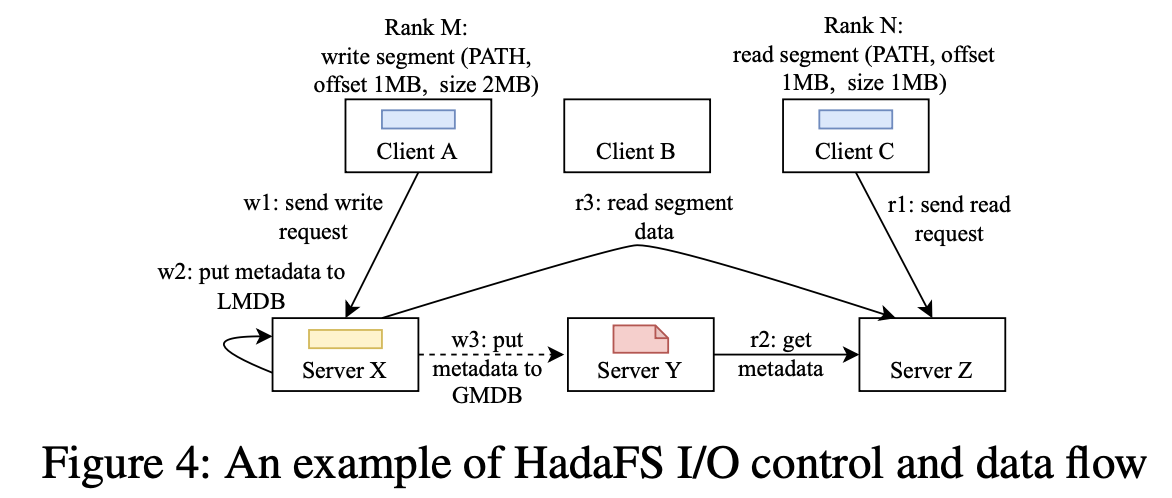 Rank M:
write segment (PATH,
offset 1MB,  size 2MB)
Rank N:
read segment (PATH, offset
1MB,  size 1MB)
Client A
Client B
Client C
w1: send write
request
r3: read segment
data
r1: send read
request
w2: put metadata to
LMDB
Server X
w3: put
metadata to
GMDB
Server Y
r2: get
metadata
Server Z
Figure 4: An example of HadaFS I/O control and data flow